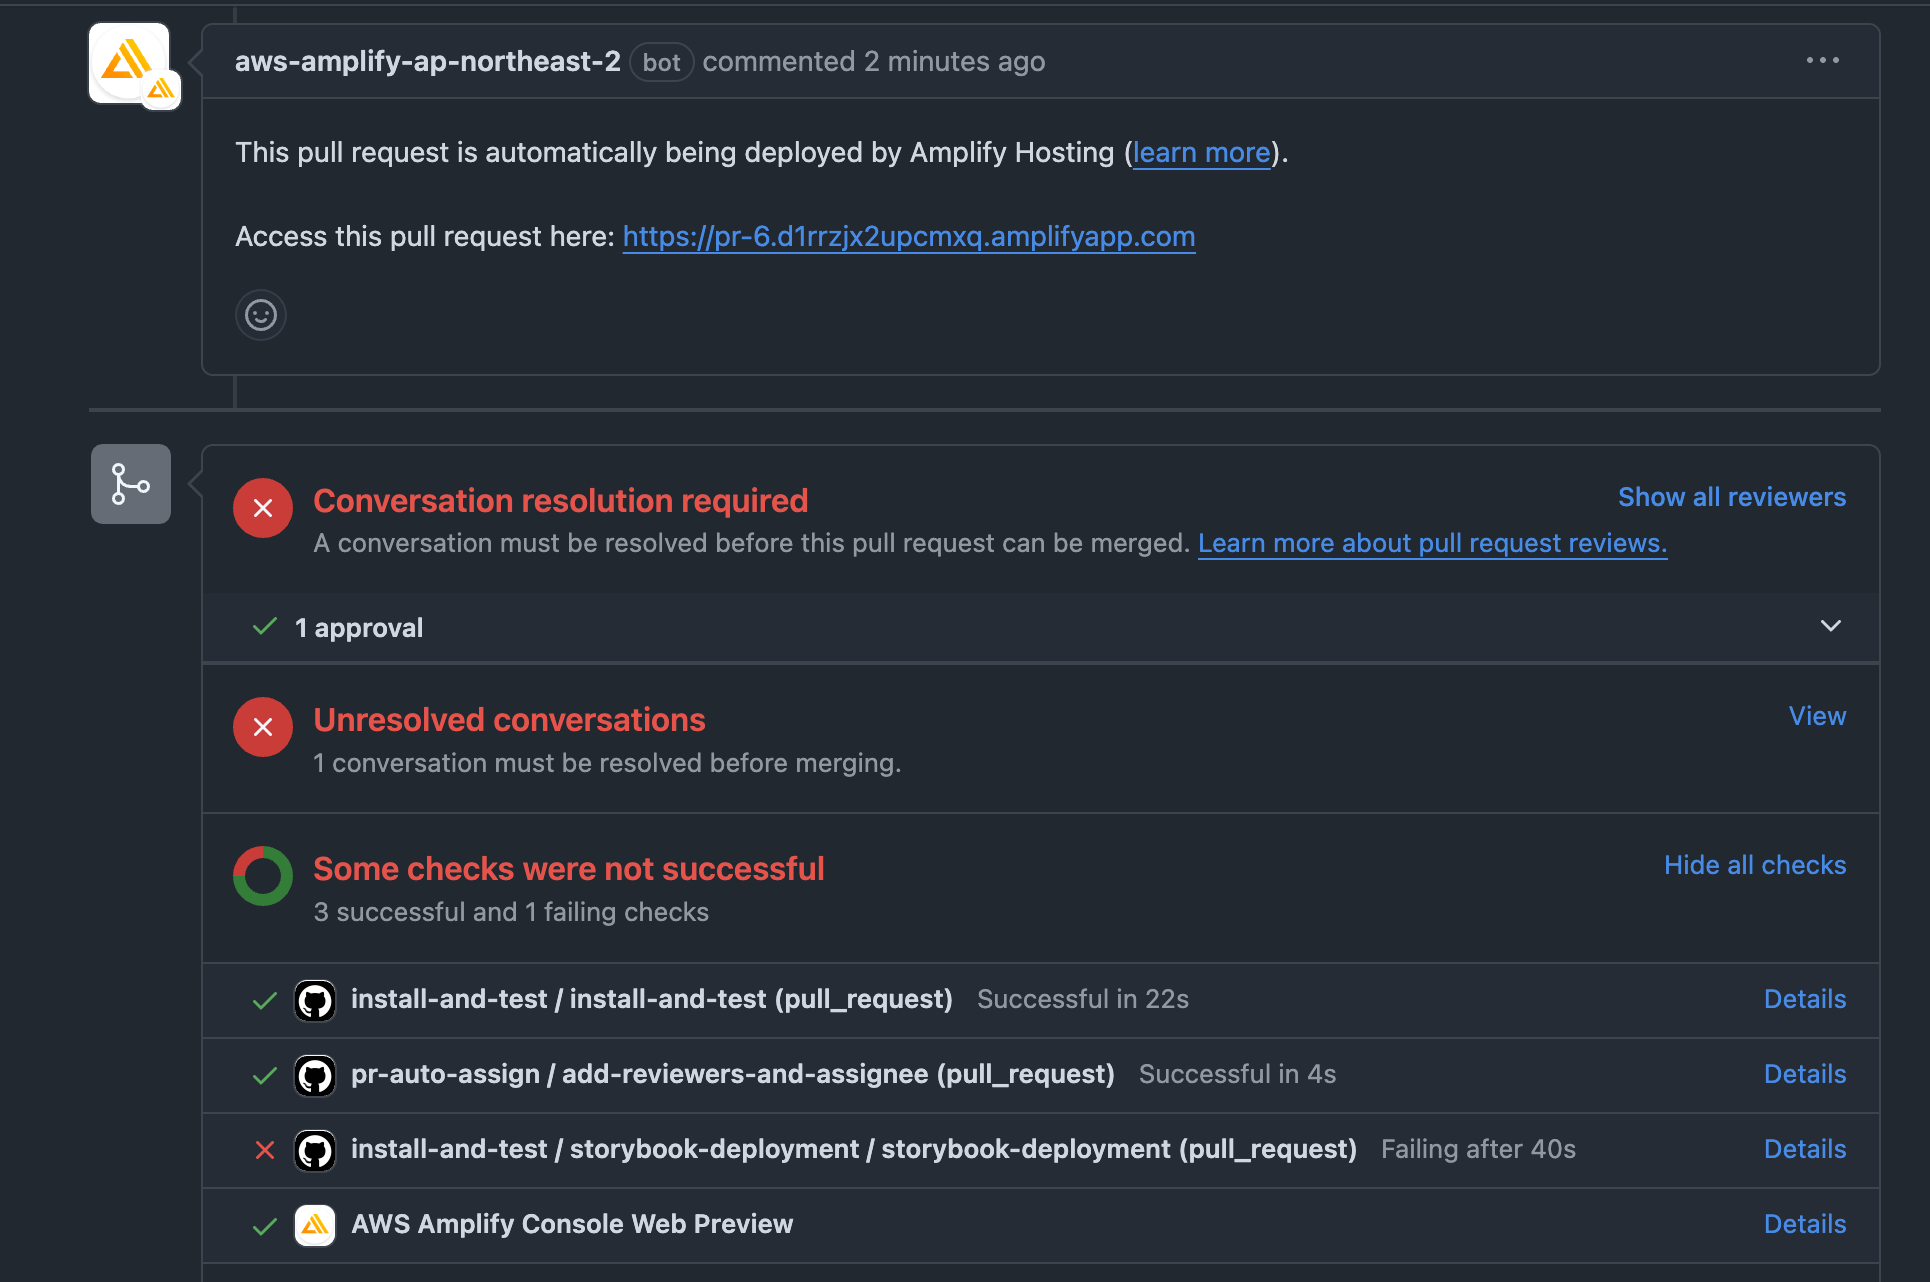 aws-amplify-ap-northeast-2 bot commented 2 minutes ago
This pull request is automatically being deployed by Amplify Hosting (learn more).
Access this pull request here: https://pr-6.d1rrzjx2upcmxq.amplifyapp.com
Conversation resolution required
Show all reviewers
A conversation must be resolved before this pull request can be merged. Learn more about pull request reviews.
1 approval
Unresolved conversations
View
1 conversation must be resolved before merging.
Some checks were not successful
Hide all checks
3 successful and 1 failing checks
install-and-test / install-and-test (pull_request) Successful in 22s Details
pr-auto-assign / add-reviewers-and-assignee (pull_request) Successful in 4s Details
install-and-test / storybook-deployment / storybook-deployment (pull_request) Failing after 40s Details
AWS Amplify Console Web Preview Details